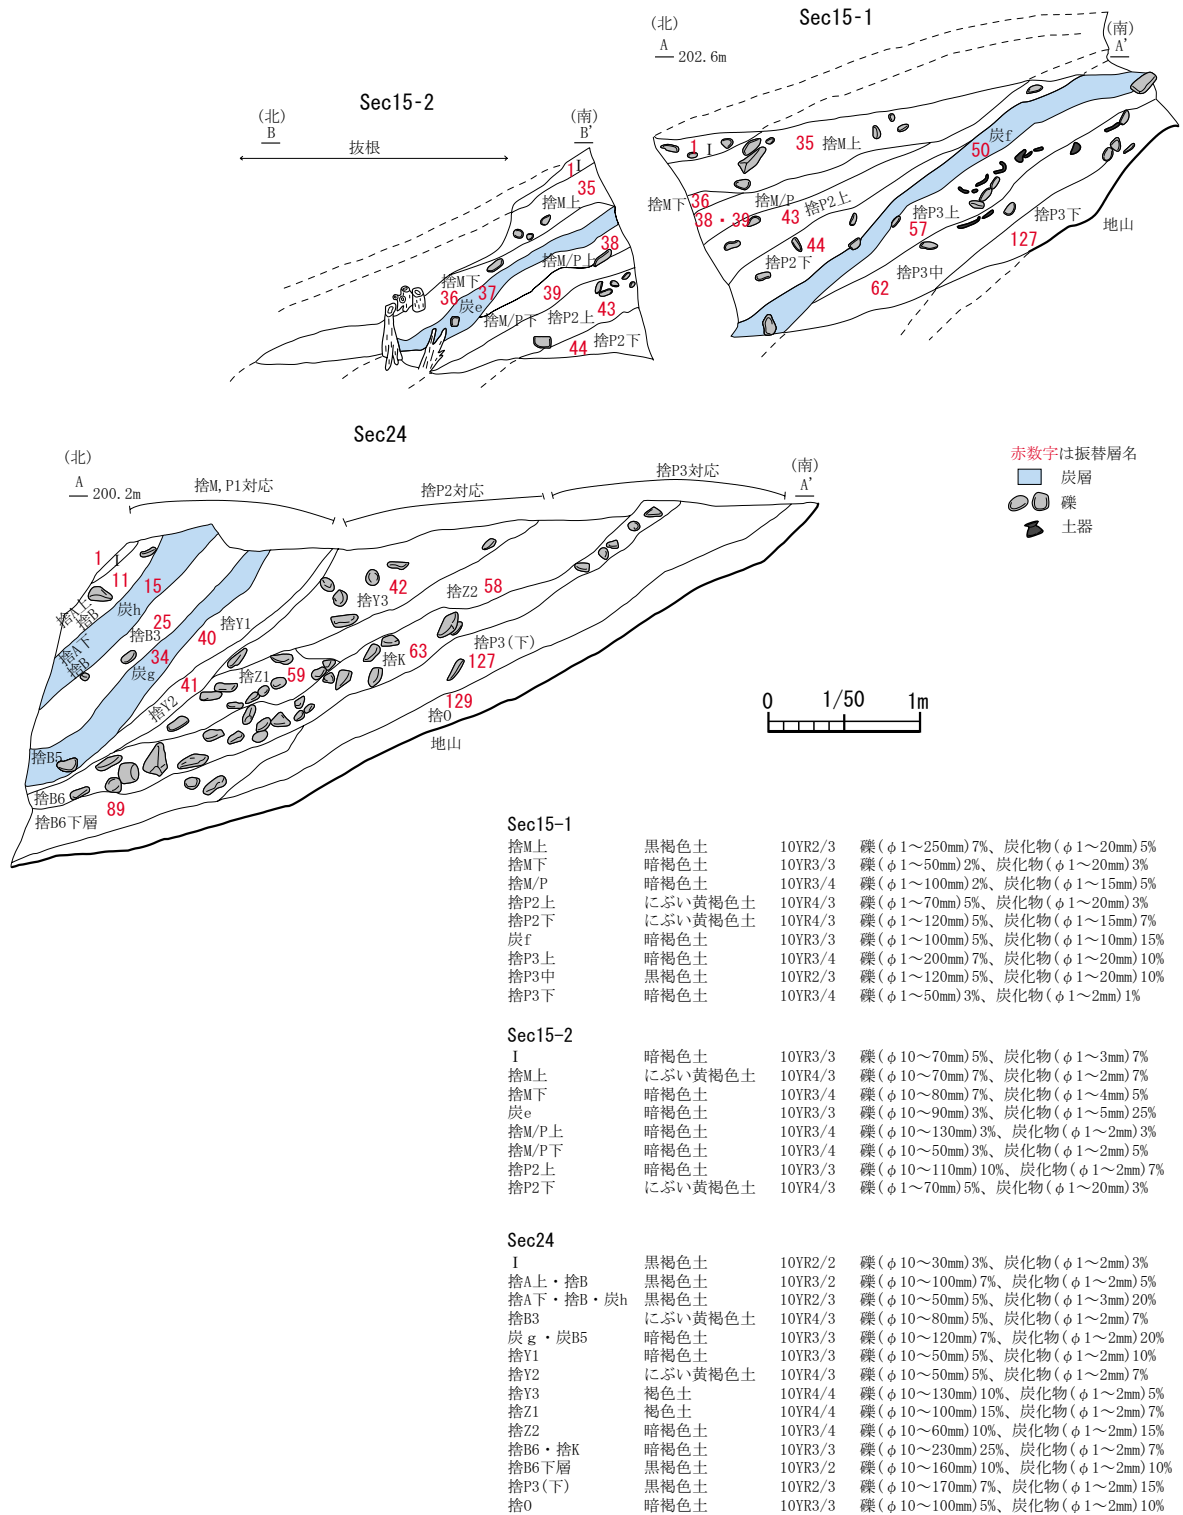 Sec15-1
(北)
A
202.6m
(南)
A'
1
I
35 捨M上
捨M下
36
38・39
捨M/P
43
捨P2上
44
捨P2下
炭f
50
捨P3上
57
捨P3中
62
捨P3下
127
地山
Sec15-2
(北)
B
(南)
B'
抜根
1
I
35
捨M上
38
捨M/P上
捨M下
36
37
炭e
39
捨M/P下
捨P2上
43
44
捨P2下
Sec24
(北)
A
200.2m
捨M,P1対応
捨P2対応
捨P3対応
(南)
A'
1
I
11
15
捨A上
捨B
炭h
捨A下
捨B
25
捨B3
34
炭g
40
捨Y1
41
捨Y2
42
捨Y3
58
捨Z2
捨Z1
59
捨K
63
捨P3(下)
127
129
捨O
地山
捨B5
捨B6
89
捨B6下層
赤数字は振替層名
炭層
礫
土器
0 1/50 1m
Sec15-1
捨M上 黒褐色土 10YR2/3 礫(φ1～250mm)7%、炭化物(φ1～20mm)5%
捨M下 暗褐色土 10YR3/3 礫(φ1～50mm)2%、炭化物(φ1～20mm)3%
捨M/P 暗褐色土 10YR3/4 礫(φ1～100mm)2%、炭化物(φ1～15mm)5%
捨P2上 にぶい黄褐色土 10YR4/3 礫(φ1～70mm)5%、炭化物(φ1～20mm)3%
捨P2下 にぶい黄褐色土 10YR4/3 礫(φ1～120mm)5%、炭化物(φ1～15mm)7%
炭f 暗褐色土 10YR3/3 礫(φ1～100mm)5%、炭化物(φ1～10mm)15%
捨P3上 暗褐色土 10YR3/4 礫(φ1～200mm)7%、炭化物(φ1～20mm)10%
捨P3中 黒褐色土 10YR2/3 礫(φ1～120mm)5%、炭化物(φ1～20mm)10%
捨P3下 暗褐色土 10YR3/4 礫(φ1～50mm)3%、炭化物(φ1～2mm)1%
Sec15-2
I 暗褐色土 10YR3/3 礫(φ10～70mm)5%、炭化物(φ1～3mm)7%
捨M上 にぶい黄褐色土 10YR4/3 礫(φ10～70mm)7%、炭化物(φ1～2mm)7%
捨M下 暗褐色土 10YR3/4 礫(φ10～80mm)7%、炭化物(φ1～4mm)5%
炭e 暗褐色土 10YR3/3 礫(φ10～90mm)3%、炭化物(φ1～5mm)25%
捨M/P上 暗褐色土 10YR3/4 礫(φ10～130mm)3%、炭化物(φ1～2mm)3%
捨M/P下 暗褐色土 10YR3/4 礫(φ10～50mm)3%、炭化物(φ1～2mm)5%
捨P2上 暗褐色土 10YR3/3 礫(φ10～110mm)10%、炭化物(φ1～2mm)7%
捨P2下 にぶい黄褐色土 10YR4/3 礫(φ1～70mm)5%、炭化物(φ1～20mm)3%
Sec24
I 黒褐色土 10YR2/2 礫(φ10～30mm)3%、炭化物(φ1～2mm)3%
捨A上・捨B 黒褐色土 10YR3/2 礫(φ10～100mm)7%、炭化物(φ1～2mm)5%
捨A下・捨B・炭h 黒褐色土 10YR2/3 礫(φ10～50mm)5%、炭化物(φ1～3mm)20%
捨B3 にぶい黄褐色土 10YR4/3 礫(φ10～80mm)5%、炭化物(φ1～2mm)7%
炭ｇ・炭B5 暗褐色土 10YR3/3 礫(φ10～120mm)7%、炭化物(φ1～2mm)20%
捨Y1 暗褐色土 10YR3/3 礫(φ10～50mm)5%、炭化物(φ1～2mm)10%
捨Y2 にぶい黄褐色土 10YR4/3 礫(φ10～50mm)5%、炭化物(φ1～2mm)7%
捨Y3 褐色土 10YR4/4 礫(φ10～130mm)10%、炭化物(φ1～2mm)5%
捨Z1 褐色土 10YR4/4 礫(φ10～100mm)15%、炭化物(φ1～2mm)7%
捨Z2 暗褐色土 10YR3/4 礫(φ10～60mm)10%、炭化物(φ1～2mm)15%
捨B6・捨K 暗褐色土 10YR3/3 礫(φ10～230mm)25%、炭化物(φ1～2mm)7%
捨B6下層 黒褐色土 10YR3/2 礫(φ10～160mm)10%、炭化物(φ1～2mm)10%
捨P3(下) 黒褐色土 10YR2/3 礫(φ10～170mm)7%、炭化物(φ1～2mm)15%
捨O 暗褐色土 10YR3/3 礫(φ10～100mm)5%、炭化物(φ1～2mm)10%